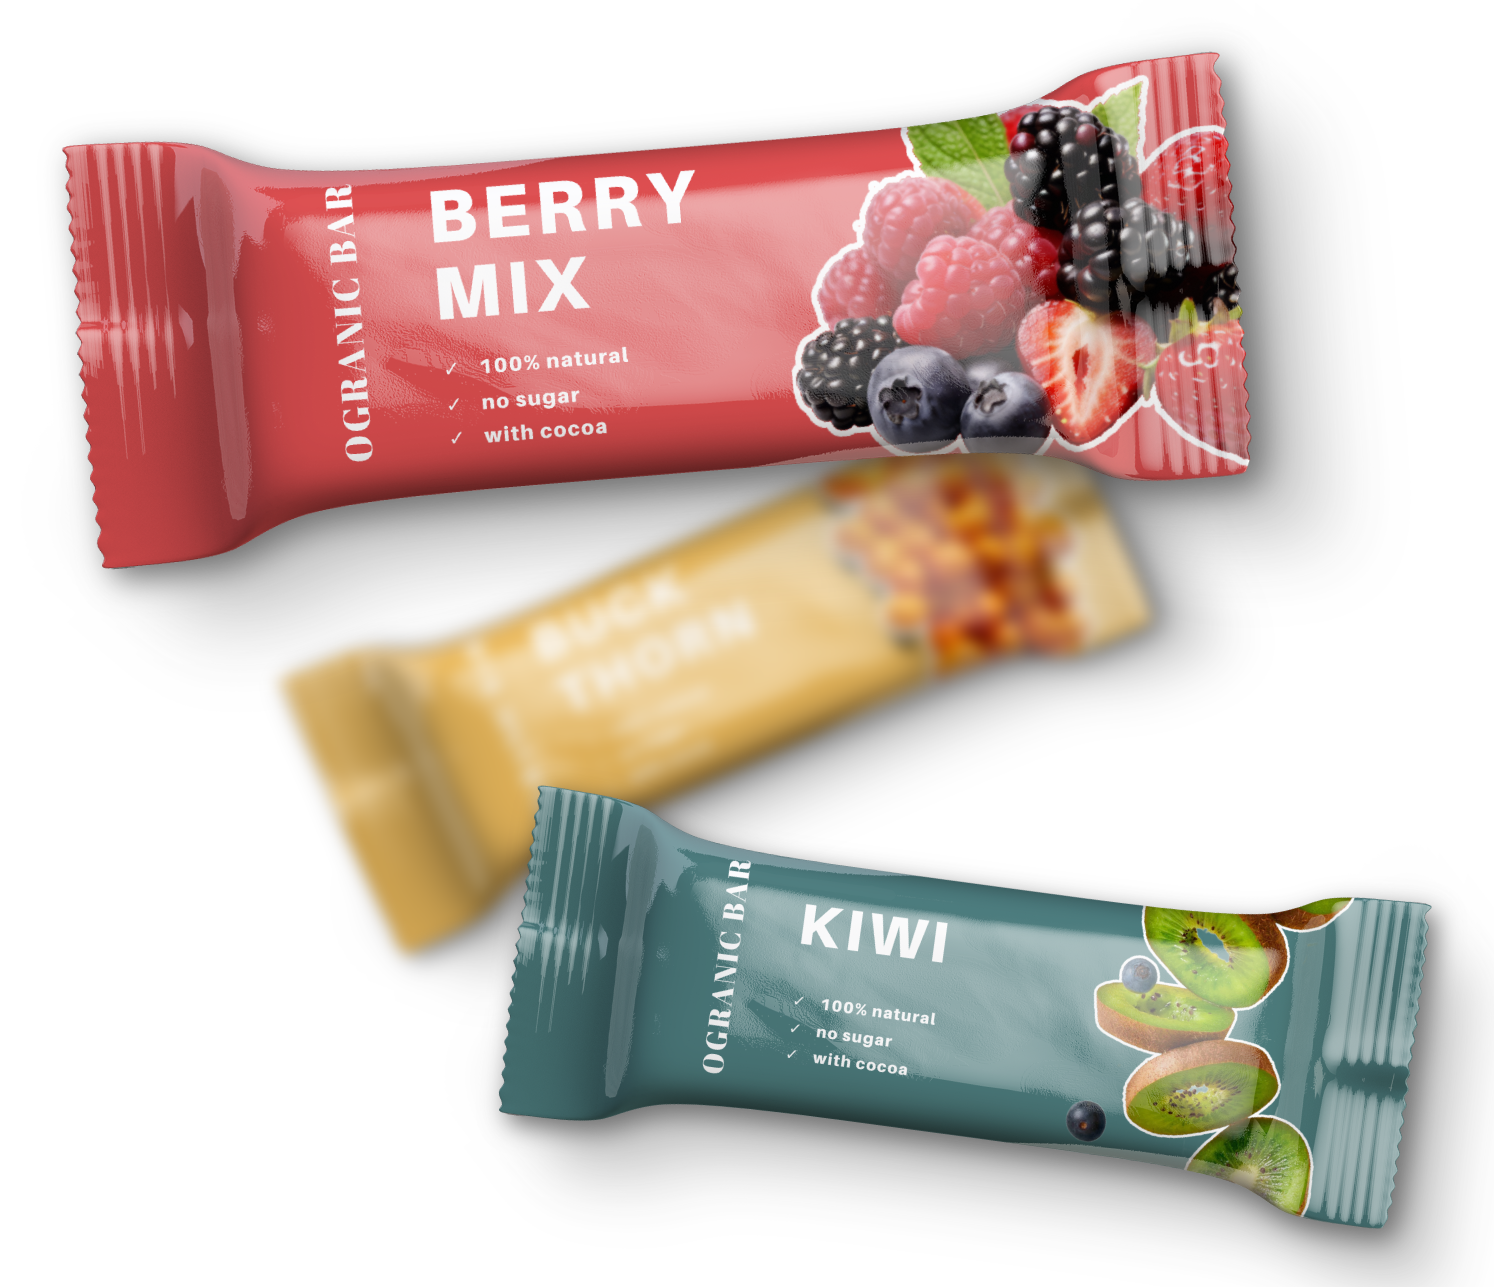 OGRANIC BAR
BERRY
MIX
✓ 100% natural
✓ no sugar
✓ with cocoa
BUCK
THORN
OGRANIC BAR
KIWI
✓ 100% natural
✓ no sugar
✓ with cocoa